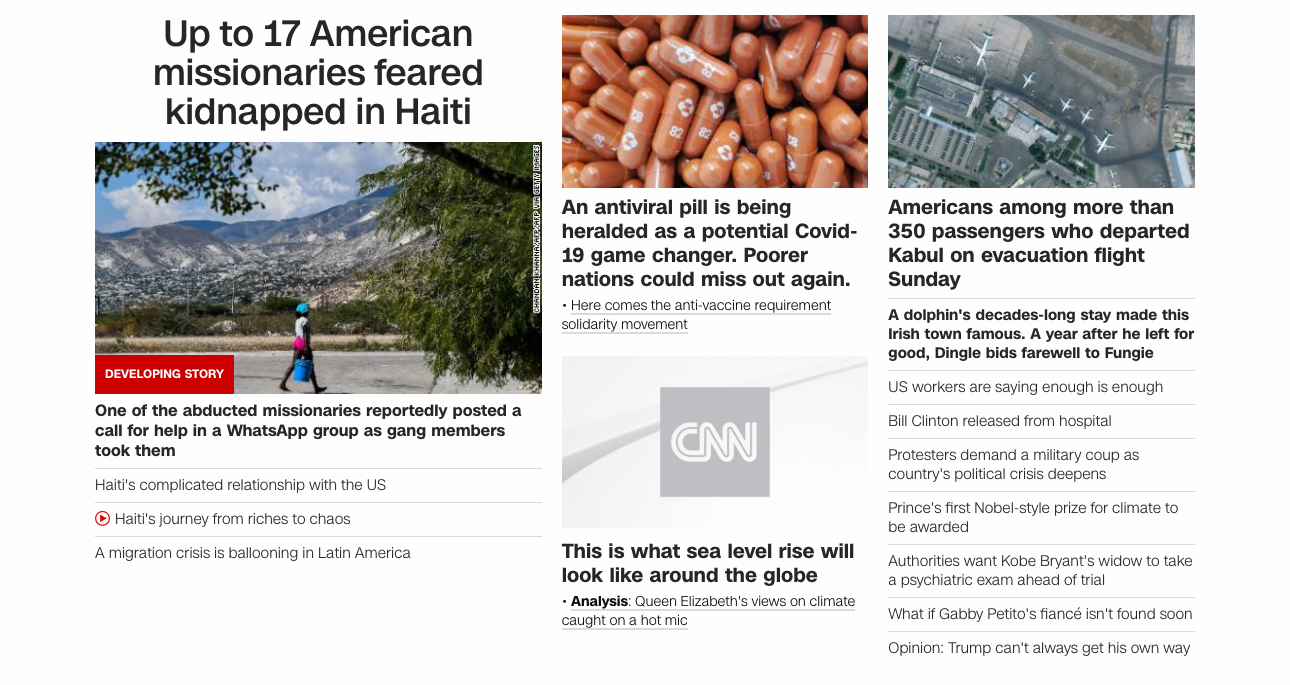 Up to 17 American
missionaries feared
kidnapped in Haiti
CHANDAN KHANNA/AFP/AFP VIA GETTY IMAGES
DEVELOPING STORY
One of the abducted missionaries reportedly posted a
call for help in a WhatsApp group as gang members
took them
Haiti's complicated relationship with the US
Haiti's journey from riches to chaos
A migration crisis is ballooning in Latin America
82
82
82
An antiviral pill is being
heralded as a potential Covid-
19 game changer. Poorer
nations could miss out again.
• Here comes the anti-vaccine requirement
solidarity movement
CNN
This is what sea level rise will
look like around the globe
• Analysis: Queen Elizabeth's views on climate
caught on a hot mic
Americans among more than
350 passengers who departed
Kabul on evacuation flight
Sunday
A dolphin's decades-long stay made this
Irish town famous. A year after he left for
good, Dingle bids farewell to Fungie
US workers are saying enough is enough
Bill Clinton released from hospital
Protesters demand a military coup as
country's political crisis deepens
Prince's first Nobel-style prize for climate to
be awarded
Authorities want Kobe Bryant's widow to take
a psychiatric exam ahead of trial
What if Gabby Petito's fiancé isn't found soon
Opinion: Trump can't always get his own way